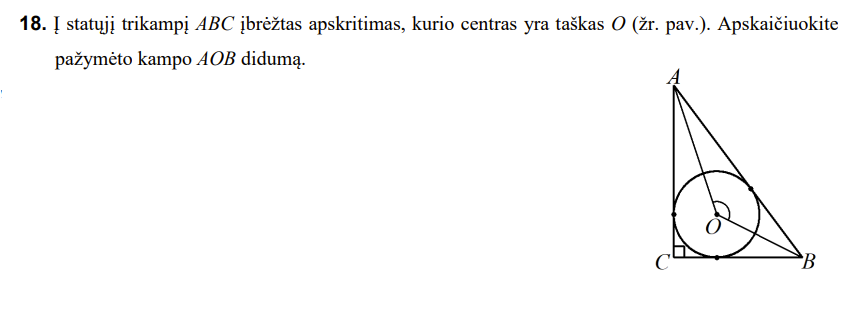 18. Į statųjį trikampį ABC įbrėžtas apskritimas, kurio centras yra taškas O (žr. pav.). Apskaičiuokite
pažymėto kampo AOB didumą.
A
O
C
B